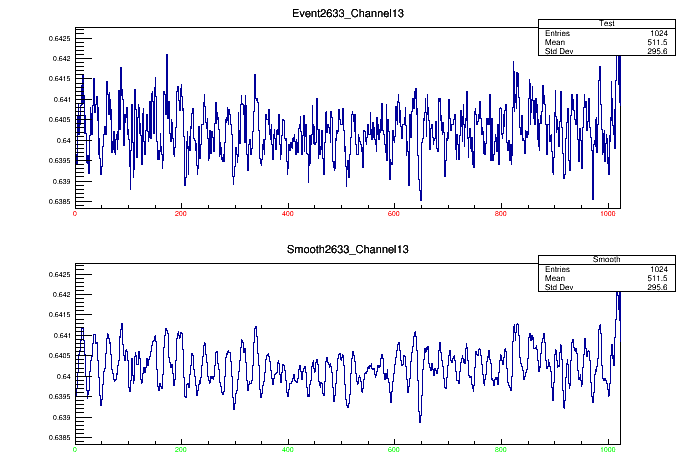 Event2633_Channel13
Test
Entries 1024
Mean 511.5
Std Dev 295.6
0.6425
0.642
0.6415
0.641
0.6405
0.64
0.6395
0.639
0.6385
0 200 400 600 800 1000
Smooth2633_Channel13
Smooth
Entries 1024
Mean 511.5
Std Dev 295.6
0.6425
0.642
0.6415
0.641
0.6405
0.64
0.6395
0.639
0.6385
0 200 400 600 800 1000